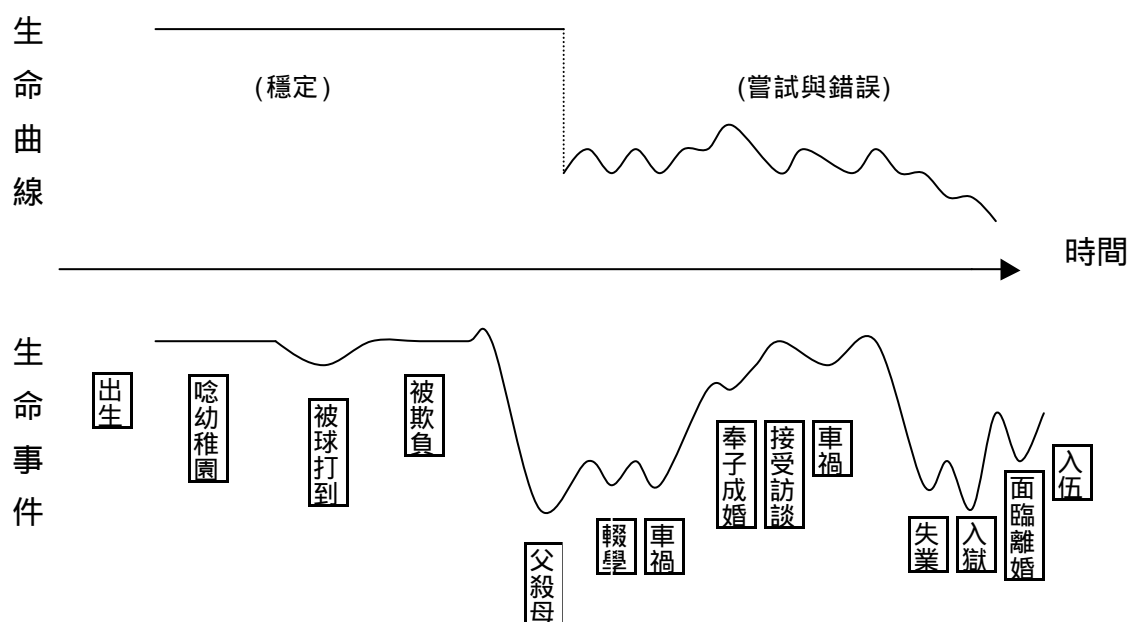 生命曲線
(穩定)
(嘗試與錯誤)
時間
生命事件
出生
唸幼稚園
被球打到
被欺負
父殺母
輟學
車禍
奉子成婚
接受訪談
車禍
失業
入獄
面臨離婚
入伍